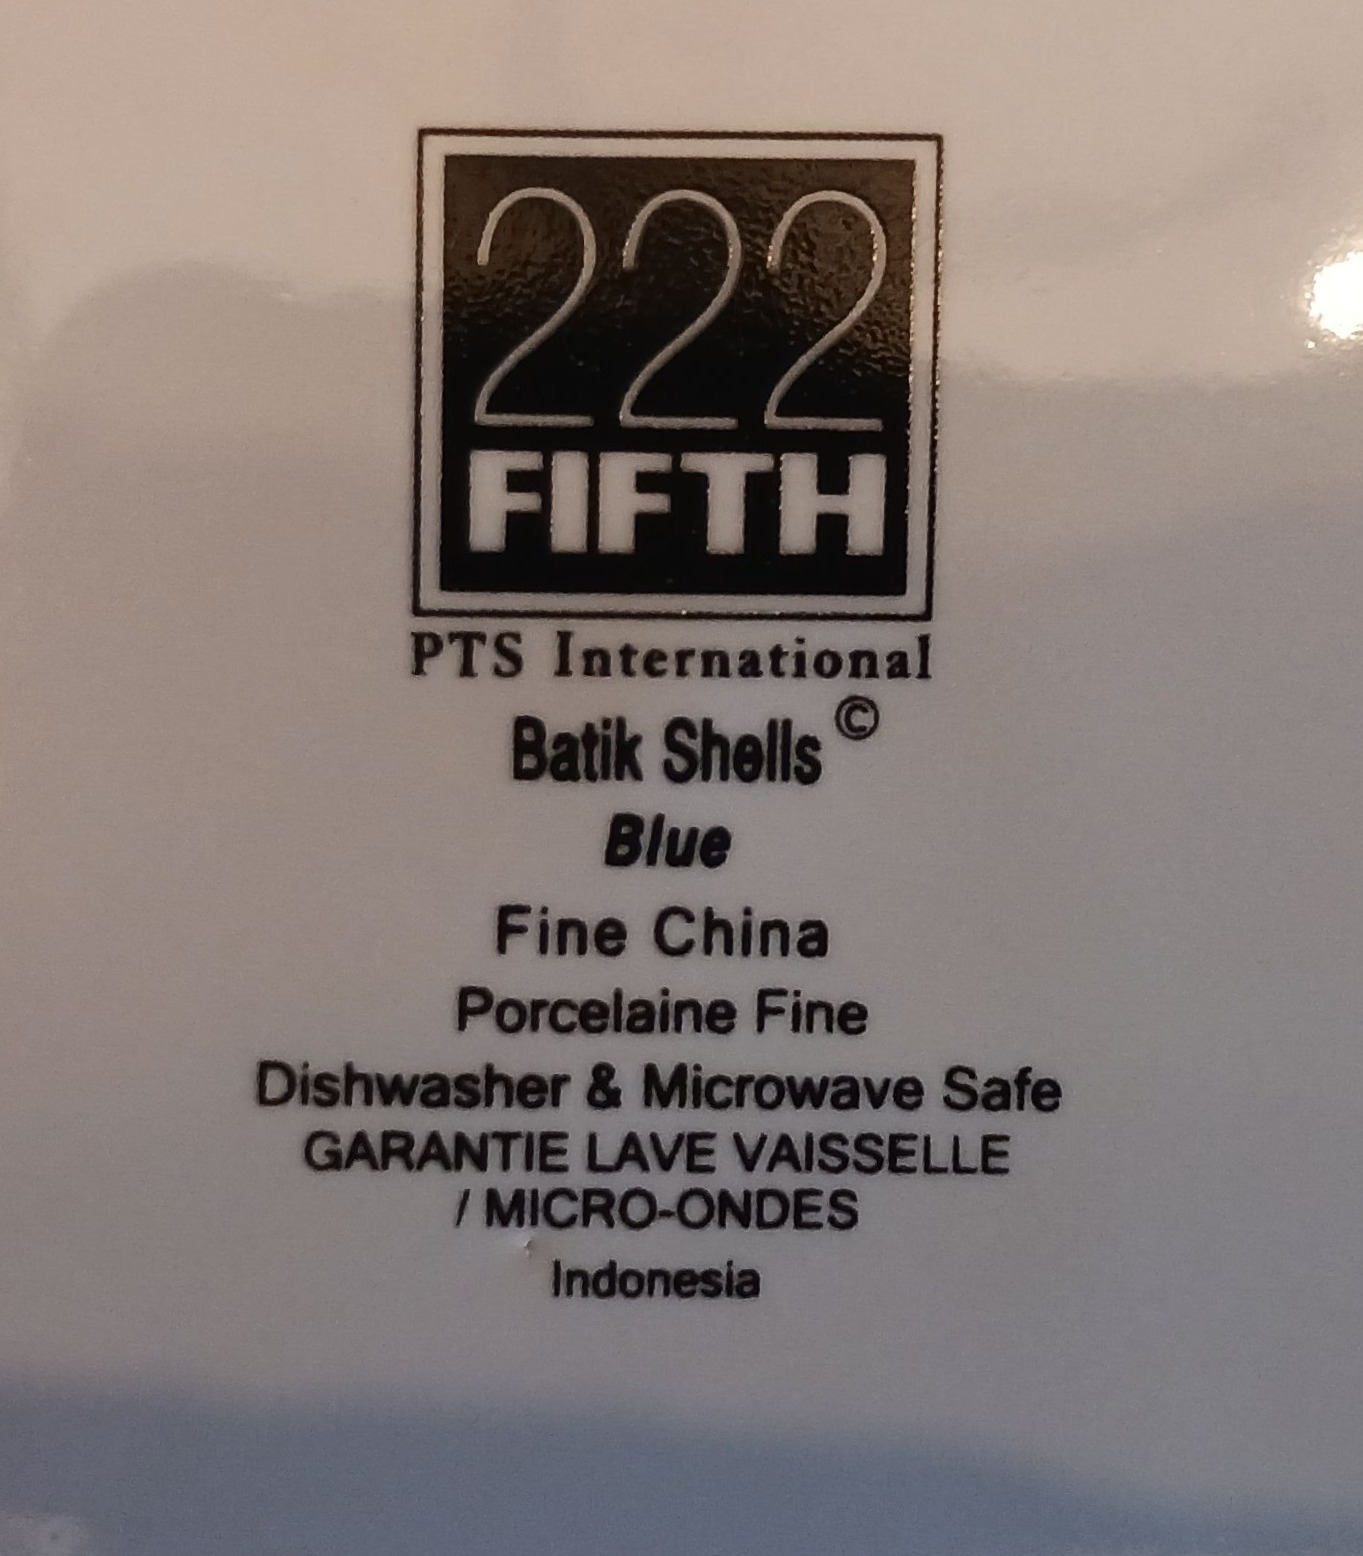 222
FIFTH
PTS International
Batik Shells ©
Blue
Fine China
Porcelaine Fine
Dishwasher & Microwave Safe
GARANTIE LAVE VAISSELLE
/ MICRO-ONDES
Indonesia